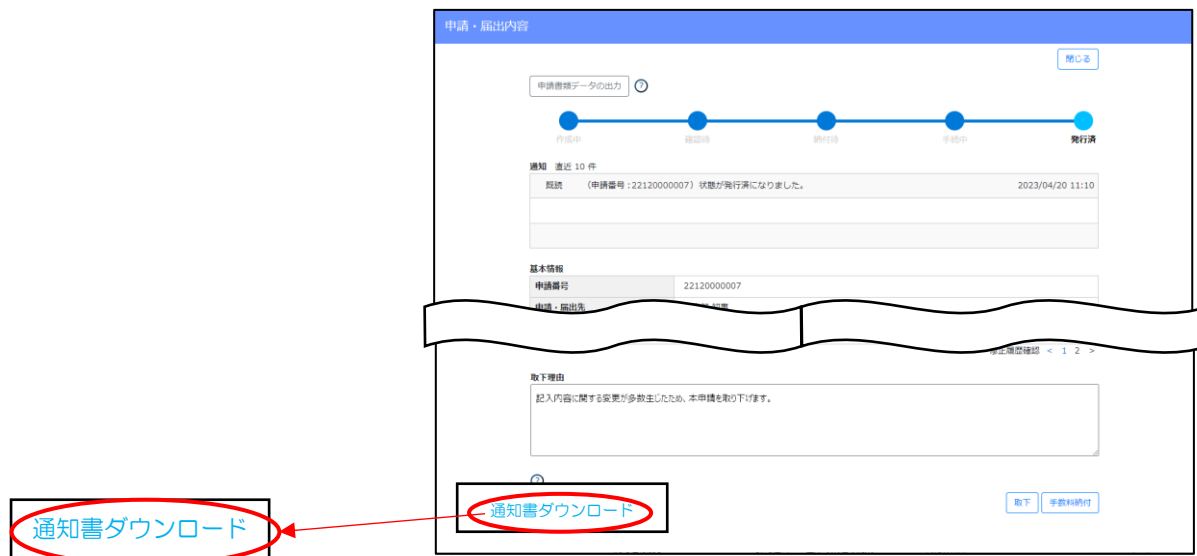 申請・届出内容
閉じる
申請書類データの出力 ?
作成中 確認待 納付待 手続中 発行済
通知 直近 10 件
既読 （申請番号：22120000007）状態が発行済になりました。 2023/04/20 11:10
基本情報
申請番号 22120000007
申請・届出先
修正履歴確認 < 1 2 >
取下理由
記入内容に関する変更が多数生じたため、本申請を取り下げます。
?
取下 手数料納付
通知書ダウンロード
通知書ダウンロード